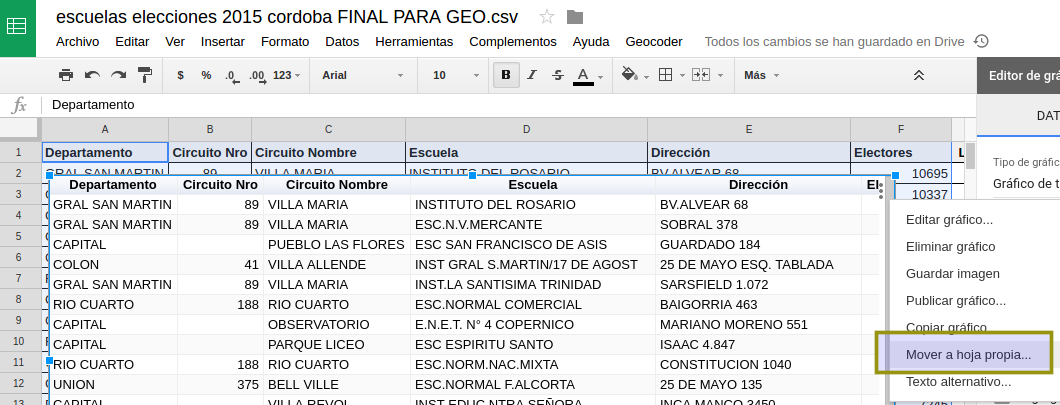 escuelas elecciones 2015 cordoba FINAL PARA GEO.csv
Archivo Editar Ver Insertar Formato Datos Herramientas Complementos Ayuda Geocoder Todos los cambios se han guardado en Drive
$ % .0 .00 123 Arial 10 B I S A Más Editor de grá
fx Departamento DAT
A B C D E F
1 Departamento Circuito Nro Circuito Nombre Escuela Dirección Electores L Tipo de gráfic
2 GRAL SAN MARTIN 89 VILLA MARIA INSTITUTO DEL ROSARIO BV.ALVEAR 68 10695
Departamento Circuito Nro Circuito Nombre Escuela Dirección El Gráfico de t
3 GRAL SAN MARTIN 89 VILLA MARIA INSTITUTO DEL ROSARIO BV.ALVEAR 68 10337
4 GRAL SAN MARTIN 89 VILLA MARIA ESC.N.V.MERCANTE SOBRAL 378 Editar gráfico...
5 CAPITAL PUEBLO LAS FLORES ESC SAN FRANCISCO DE ASIS GUARDADO 184 Eliminar gráfico
6 COLON 41 VILLA ALLENDE INST GRAL S.MARTIN/17 DE AGOST 25 DE MAYO ESQ. TABLADA Guardar imagen
7 GRAL SAN MARTIN 89 VILLA MARIA INST.LA SANTISIMA TRINIDAD SARSFIELD 1.072
8 RIO CUARTO 188 RIO CUARTO ESC.NORMAL COMERCIAL BAIGORRIA 463 Publicar gráfico...
9 CAPITAL OBSERVATORIO E.N.E.T. N° 4 COPERNICO MARIANO MORENO 551 Copiar gráfico
10 CAPITAL PARQUE LICEO ESC ESPIRITU SANTO ISAAC 4.847
11 RIO CUARTO 188 RIO CUARTO ESC.NORM.NAC.MIXTA CONSTITUCION 1040 Mover a hoja propia...
12 UNION 375 BELL VILLE ESC.NORMAL F.ALCORTA 25 DE MAYO 135 Texto alternativo...
13 CAPITAL VILLA REVOL INST.EDUC.NTRA SEÑORA INCA MANCO 3450